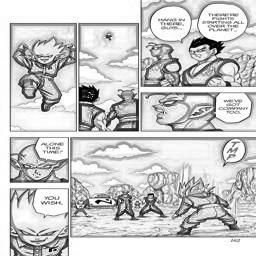 HANG IN
THERE,
GUYS...
THERE'RE
FIGHTS
STARTING ALL
OVER THE
PLANET...
WE'VE
GOT
COMPANY
TOO.
ALONE
THIS
TIME?
YOU
WISH.